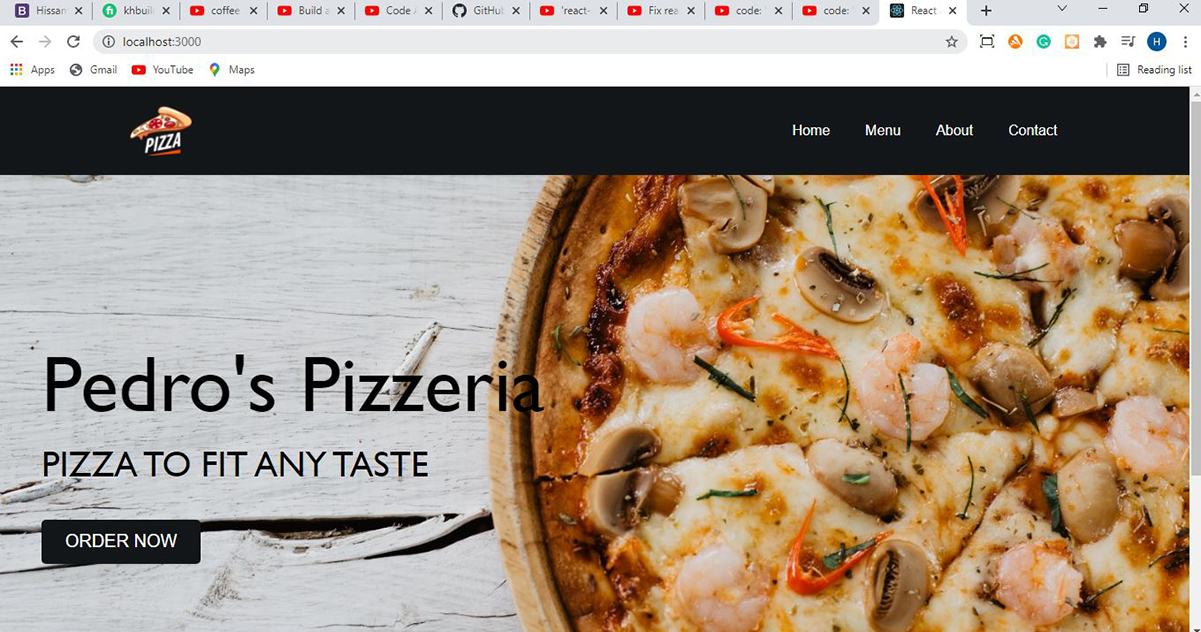 Hissam
khbuil
coffee
Build a
Code A
GitHub
'react-
Fix rea
code:
code:
React
localhost:3000
H
Apps Gmail YouTube Maps
Reading list
PIZZA
Home Menu About Contact
Pedro's Pizzeria
PIZZA TO FIT ANY TASTE
ORDER NOW